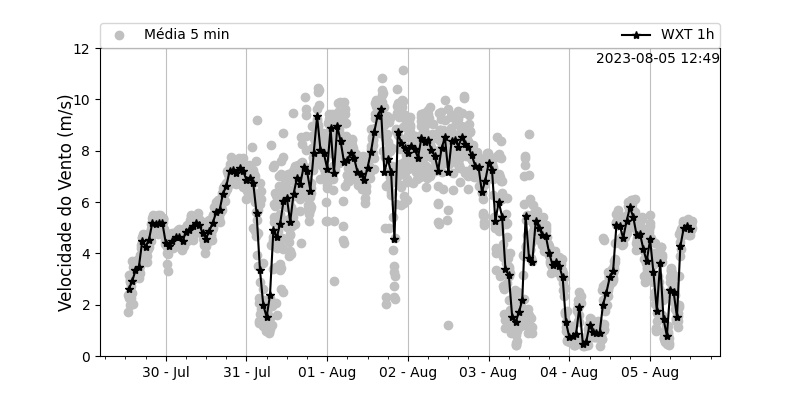 Média 5 min
WXT 1h
2023-08-05 12:49
Velocidade do Vento (m/s)
12
10
8
6
4
2
0
30 - Jul
31 - Jul
01 - Aug
02 - Aug
03 - Aug
04 - Aug
05 - Aug